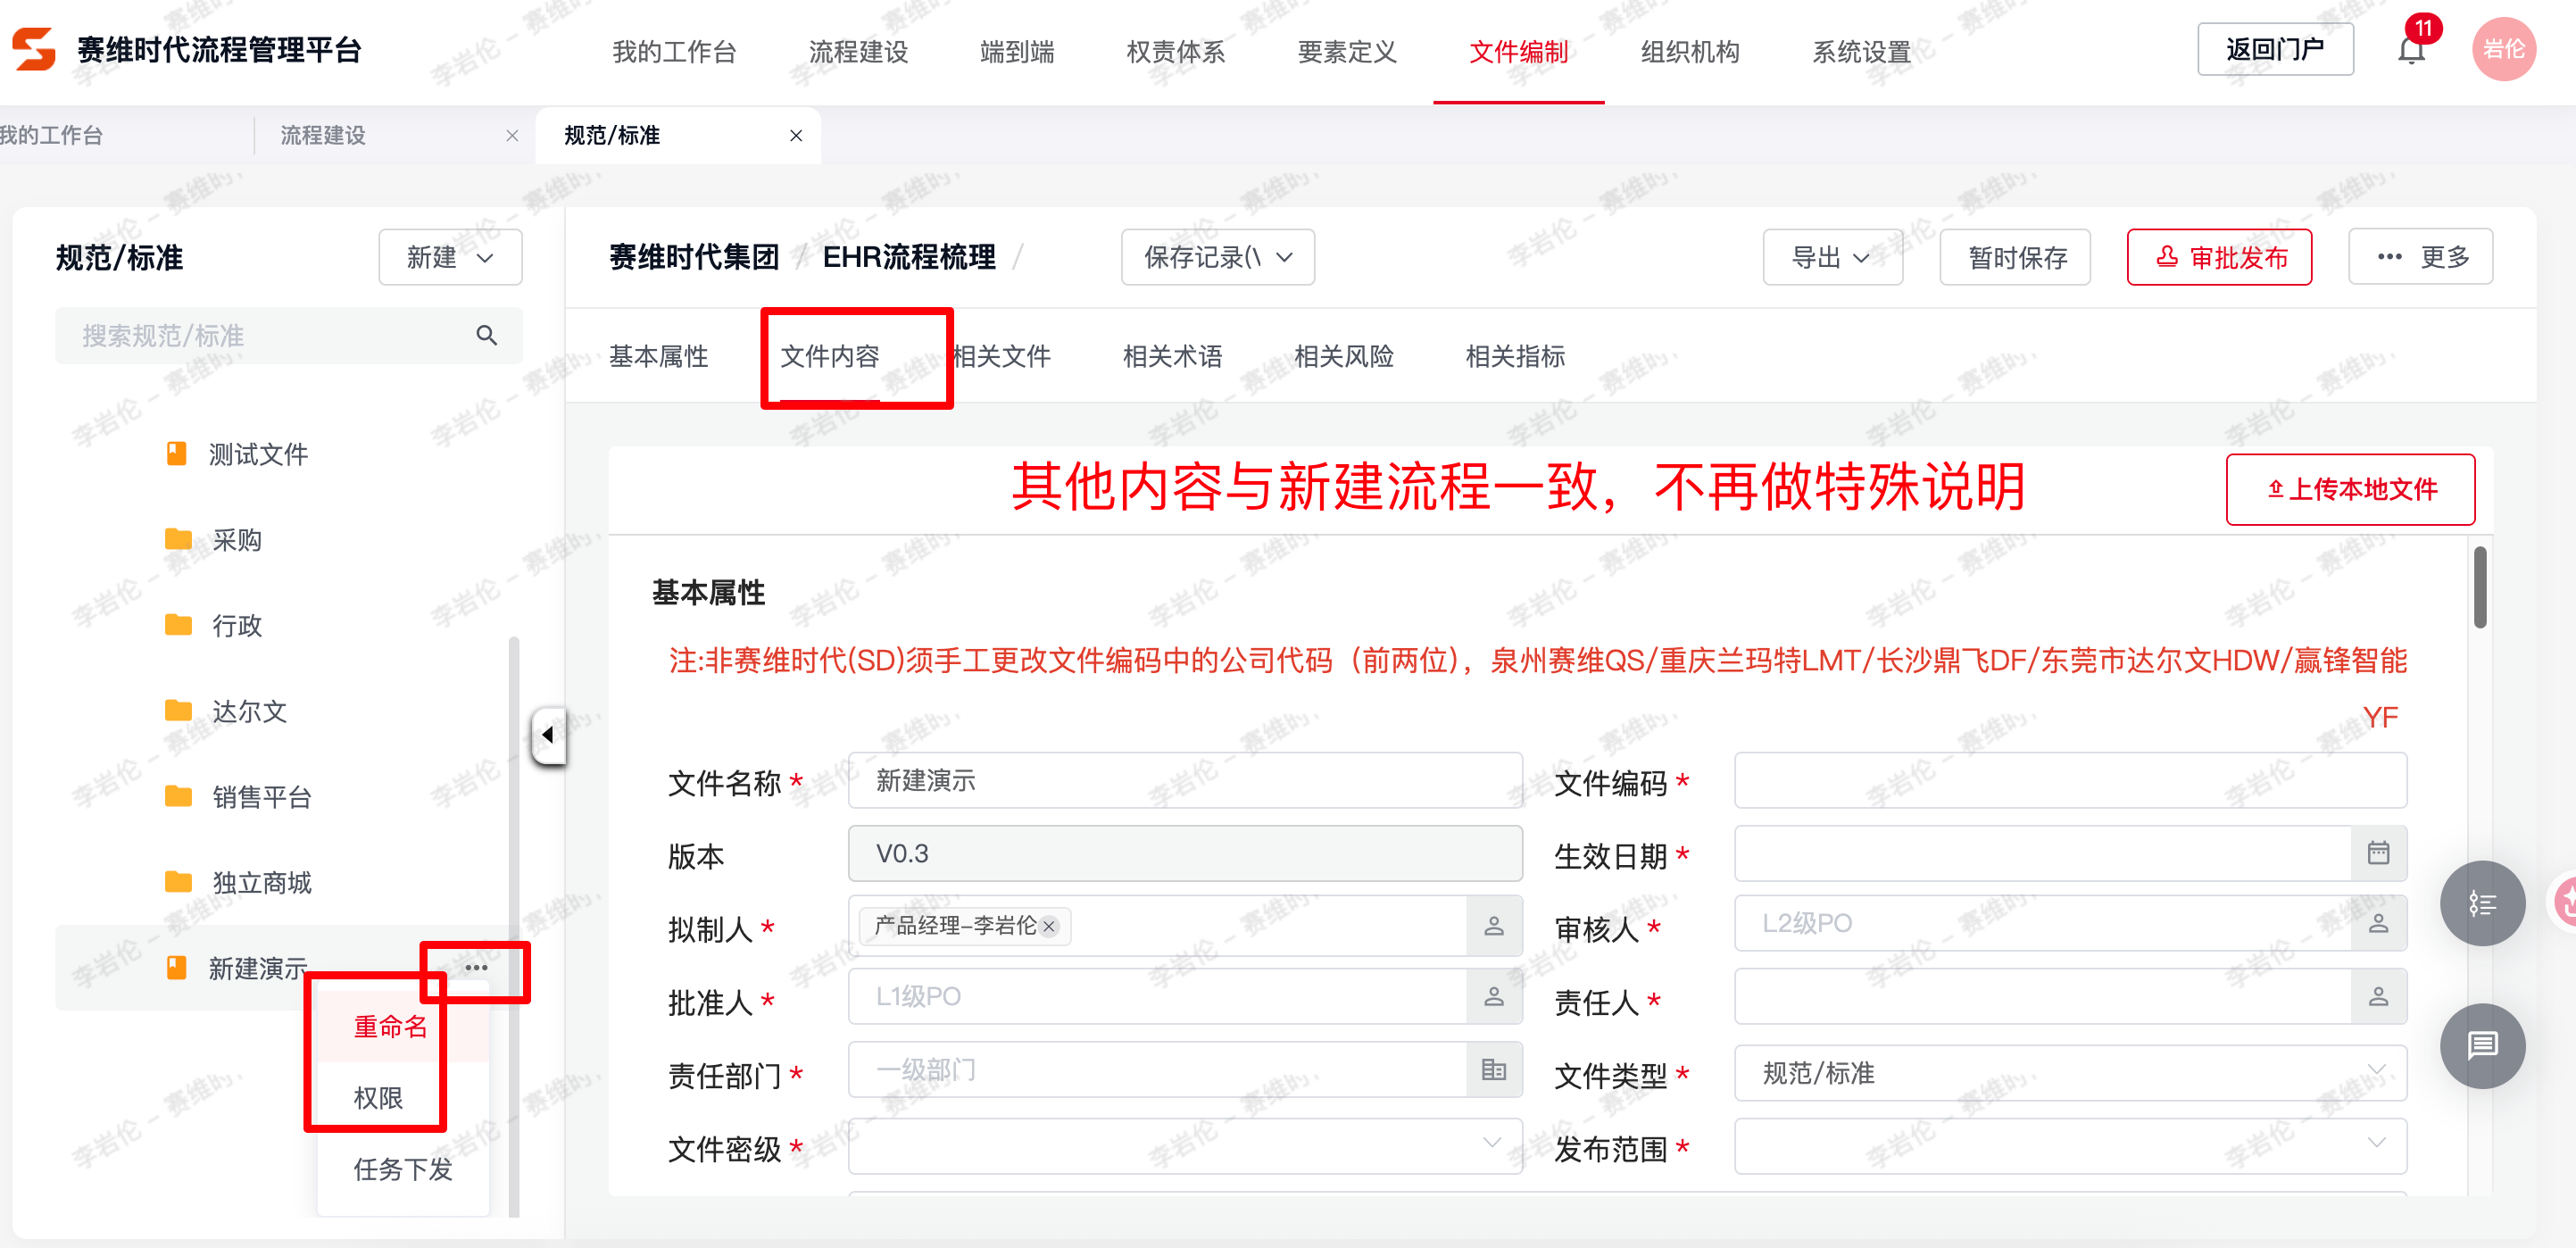 赛维时代流程管理平台
我的工作台 流程建设 端到端 权责体系 要素定义 文件编制 组织机构 系统设置
返回门户 11 岩伦
我的工作台 流程建设 规范/标准
规范/标准 新建
赛维时代集团 / EHR流程梳理 / 保存记录(\ 导出 暂时保存 审批发布 ··· 更多
搜索规范/标准
基本属性 文件内容 相关文件 相关术语 相关风险 相关指标
测试文件
采购
行政
达尔文
销售平台
独立商城
新建演示 ···
重命名
权限
任务下发
其他内容与新建流程一致，不再做特殊说明
上传本地文件
基本属性
注:非赛维时代(SD)须手工更改文件编码中的公司代码（前两位），泉州赛维QS/重庆兰玛特LMT/长沙鼎飞DF/东莞市达尔文HDW/赢锋智能
YF
文件名称* 新建演示 文件编码*
版本 V0.3 生效日期*
拟制人* 产品经理–李岩伦 审核人* L2级PO
批准人* L1级PO 责任人*
责任部门* 一级部门 文件类型* 规范/标准
文件密级* 发布范围*
李岩伦 – 赛维时